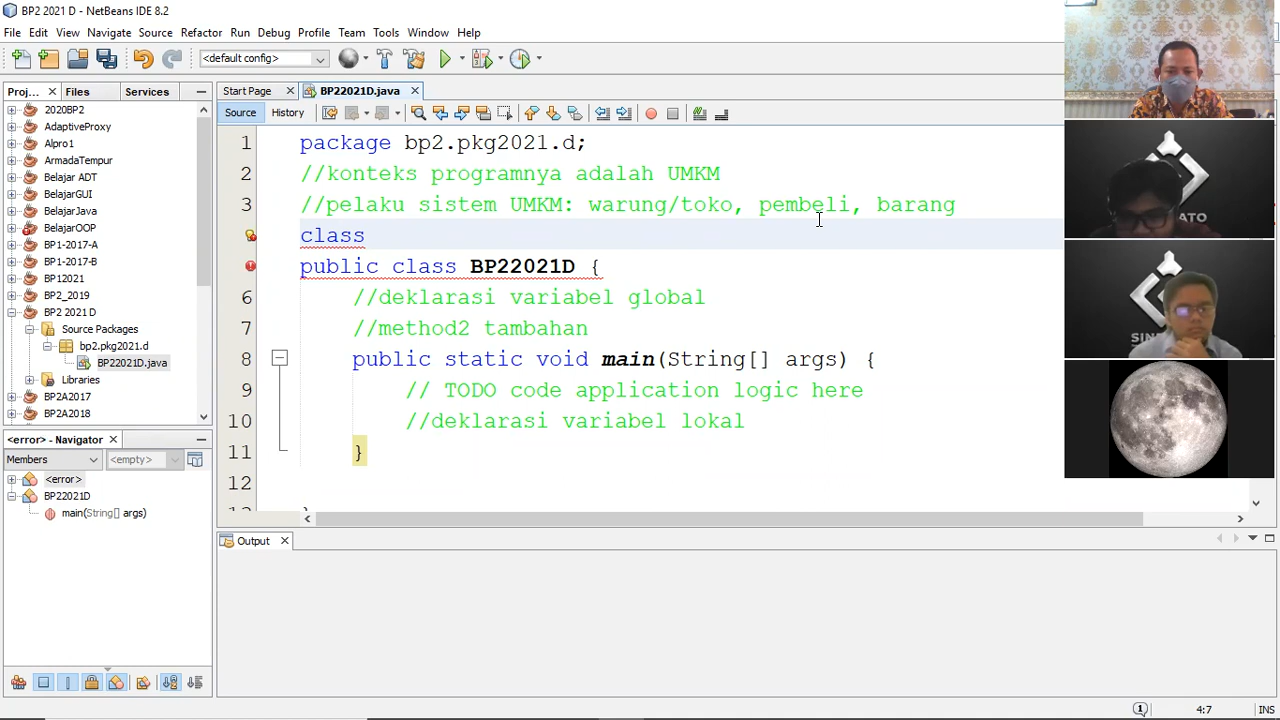 BP2 2021 D - NetBeans IDE 8.2
File Edit View Navigate Source Refactor Run Debug Profile Team Tools Window Help
<default config>
Proj... Files Services
2020BP2
AdaptiveProxy
Alpro1
ArmadaTempur
Belajar ADT
BelajarGUI
BelajarJava
BelajarOOP
BP1-2017-A
BP1-2017-B
BP12021
BP2_2019
BP2 2021 D
Source Packages
bp2.pkg2021.d
BP22021D.java
Libraries
BP2A2017
BP2A2018
<error> - Navigator
Members <empty>
<error>
BP22021D
main(String[] args)
Start Page BP22021D.java
Source History
1 package bp2.pkg2021.d;
2 //konteks programnya adalah UMKM
3 //pelaku sistem UMKM: warung/toko, pembeli, barang
class
public class BP22021D {
6 //deklarasi variabel global
7 //method2 tambahan
8 public static void main(String[] args) {
9 // TODO code application logic here
10 //deklarasi variabel lokal
11 }
12
Output
4:7 INS